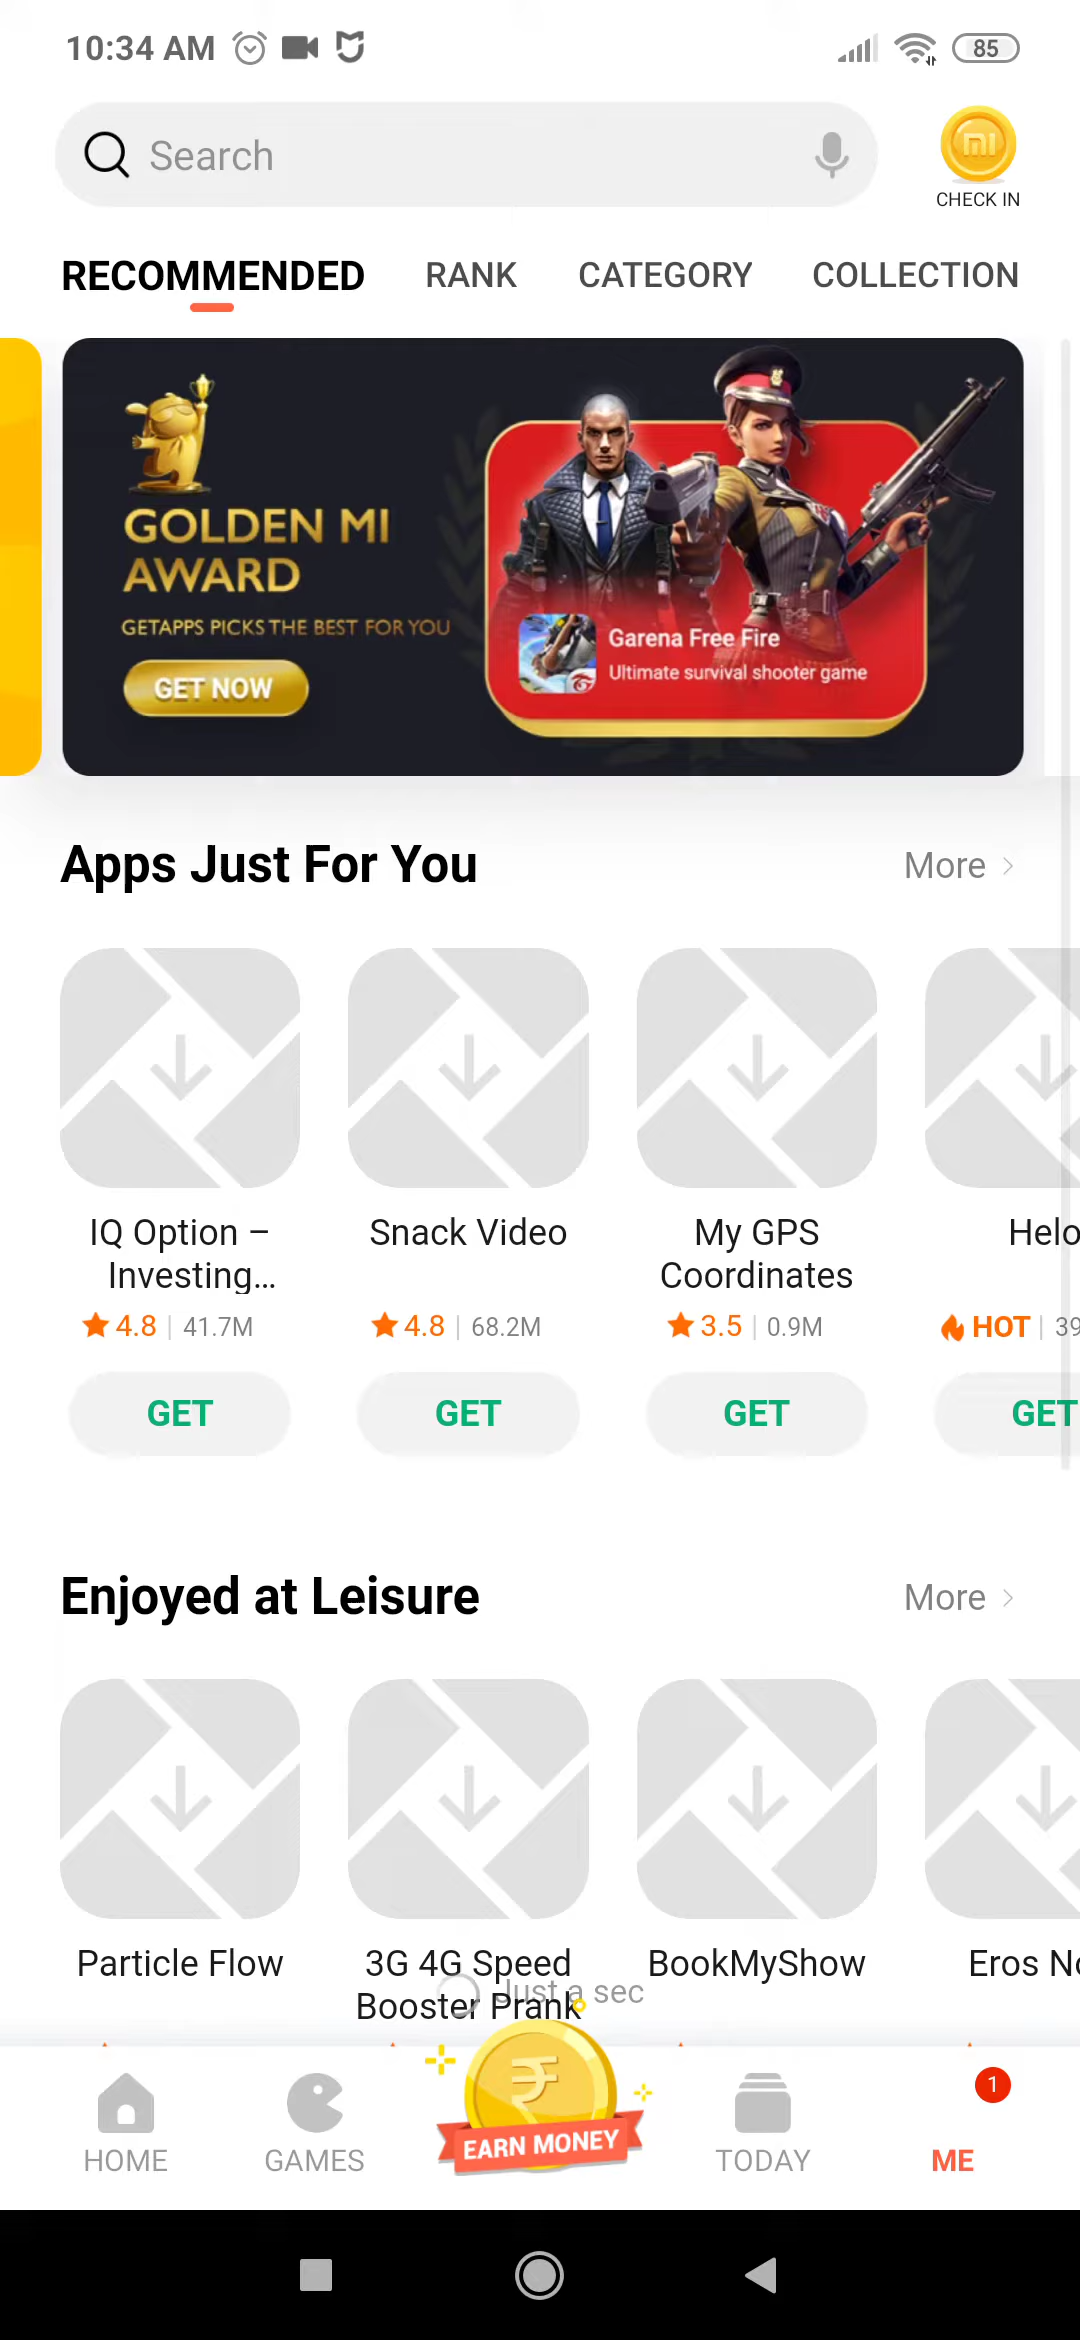 10:34 AM
85
Search
CHECK IN
RECOMMENDED
RANK
CATEGORY
COLLECTION
GOLDEN MI
AWARD
GETAPPS PICKS THE BEST FOR YOU
GET NOW
Garena Free Fire
Ultimate survival shooter game
Apps Just For You
More
IQ Option –
Investing...
4.8 | 41.7M
GET
Snack Video
4.8 | 68.2M
GET
My GPS
Coordinates
3.5 | 0.9M
GET
Helo
HOT | 39
GET
Enjoyed at Leisure
More
Particle Flow
3G 4G Speed
Booster Prank
BookMyShow
Eros No
Just a sec
HOME
GAMES
₹
EARN MONEY
TODAY
1
ME